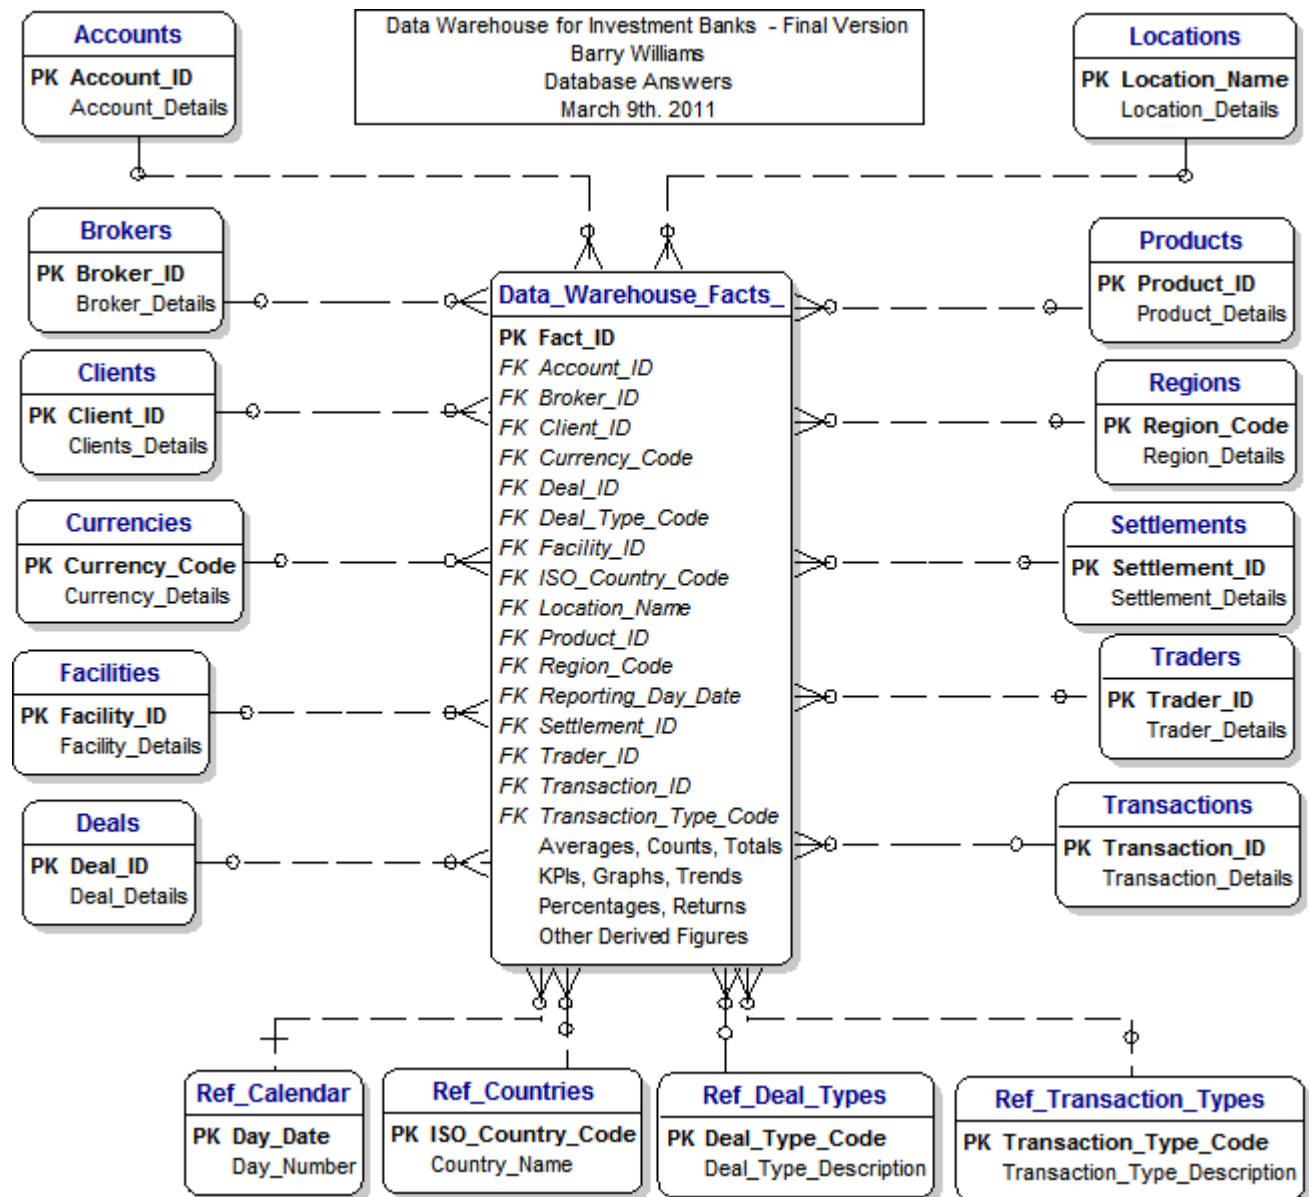 Data Warehouse for Investment Banks - Final Version
Barry Williams
Database Answers
March 9th. 2011
Accounts
PK Account_ID
Account_Details
Locations
PK Location_Name
Location_Details
Brokers
PK Broker_ID
Broker_Details
Clients
PK Client_ID
Clients_Details
Currencies
PK Currency_Code
Currency_Details
Facilities
PK Facility_ID
Facility_Details
Deals
PK Deal_ID
Deal_Details
Data_Warehouse_Facts_
PK Fact_ID
FK Account_ID
FK Broker_ID
FK Client_ID
FK Currency_Code
FK Deal_ID
FK Deal_Type_Code
FK Facility_ID
FK ISO_Country_Code
FK Location_Name
FK Product_ID
FK Region_Code
FK Reporting_Day_Date
FK Settlement_ID
FK Trader_ID
FK Transaction_ID
FK Transaction_Type_Code
Averages, Counts, Totals
KPIs, Graphs, Trends
Percentages, Returns
Other Derived Figures
Products
PK Product_ID
Product_Details
Regions
PK Region_Code
Region_Details
Settlements
PK Settlement_ID
Settlement_Details
Traders
PK Trader_ID
Trader_Details
Transactions
PK Transaction_ID
Transaction_Details
Ref_Calendar
PK Day_Date
Day_Number
Ref_Countries
PK ISO_Country_Code
Country_Name
Ref_Deal_Types
PK Deal_Type_Code
Deal_Type_Description
Ref_Transaction_Types
PK Transaction_Type_Code
Transaction_Type_Description